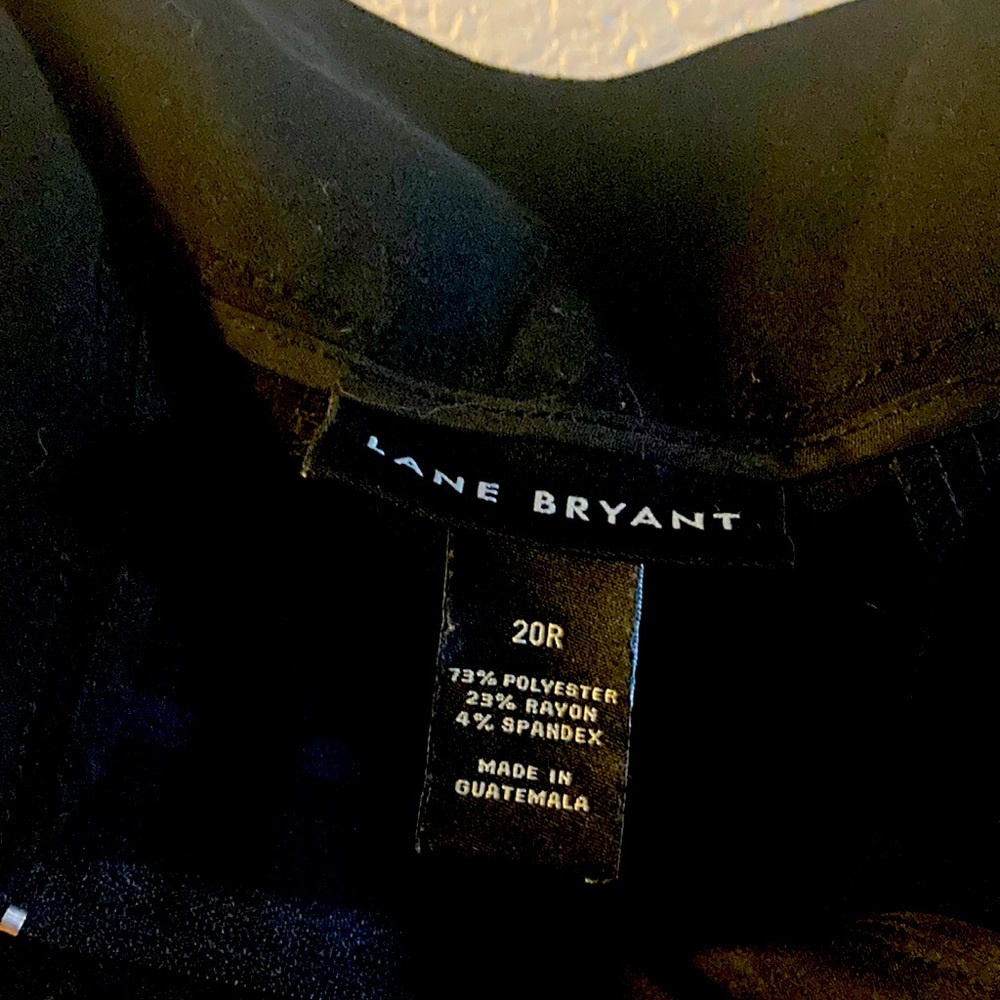 LANE BRYANT
20R
73% POLYESTER
23% RAYON
4% SPANDEX
MADE IN
GUATEMALA